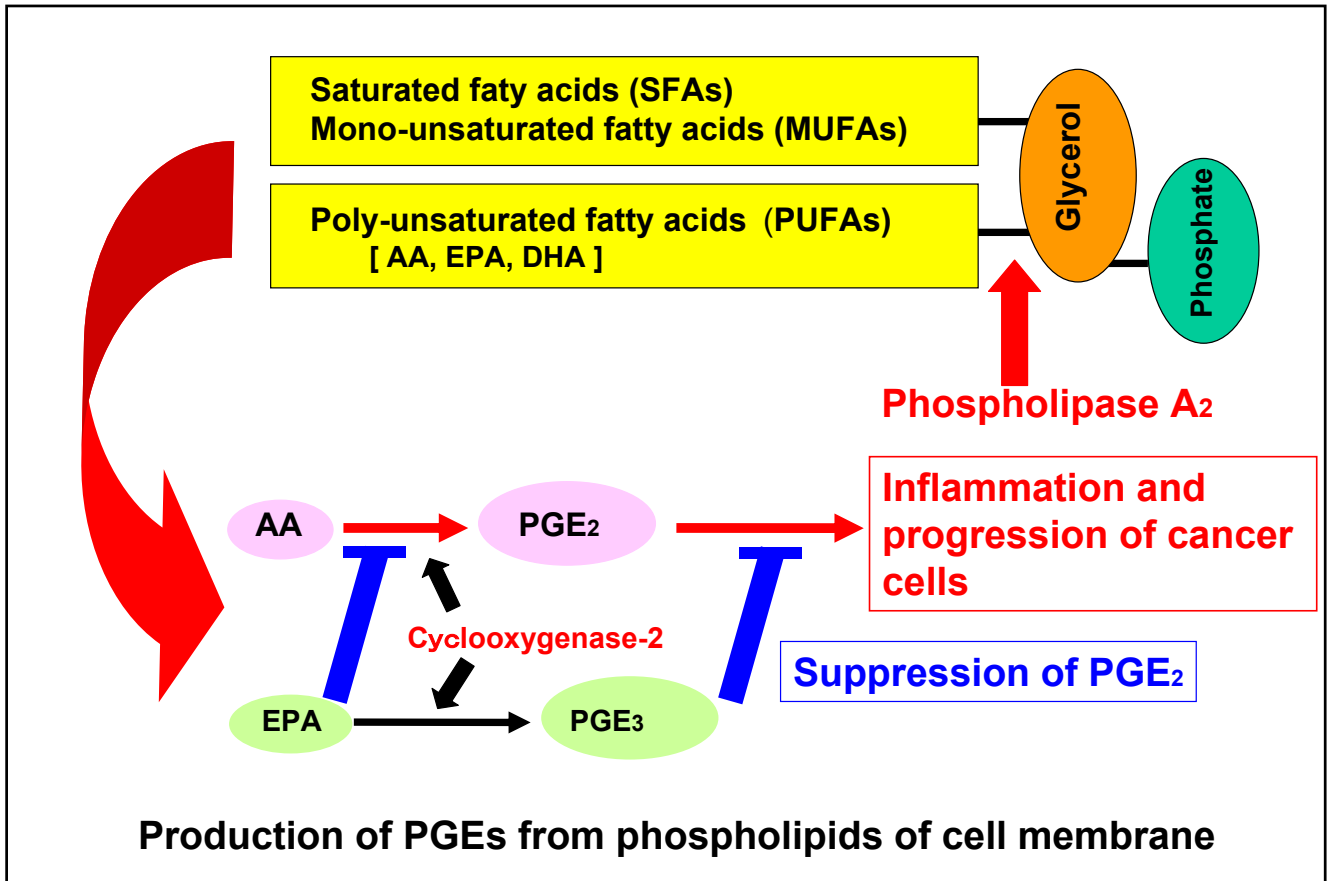 Saturated faty acids (SFAs)
Mono-unsaturated fatty acids (MUFAs)
Glycerol
Phosphate
Poly-unsaturated fatty acids (PUFAs)
[ AA, EPA, DHA ]
Phospholipase A2
Inflammation and
progression of cancer
cells
AA
PGE2
Cyclooxygenase-2
Suppression of PGE2
EPA
PGE3
Production of PGEs from phospholipids of cell membrane